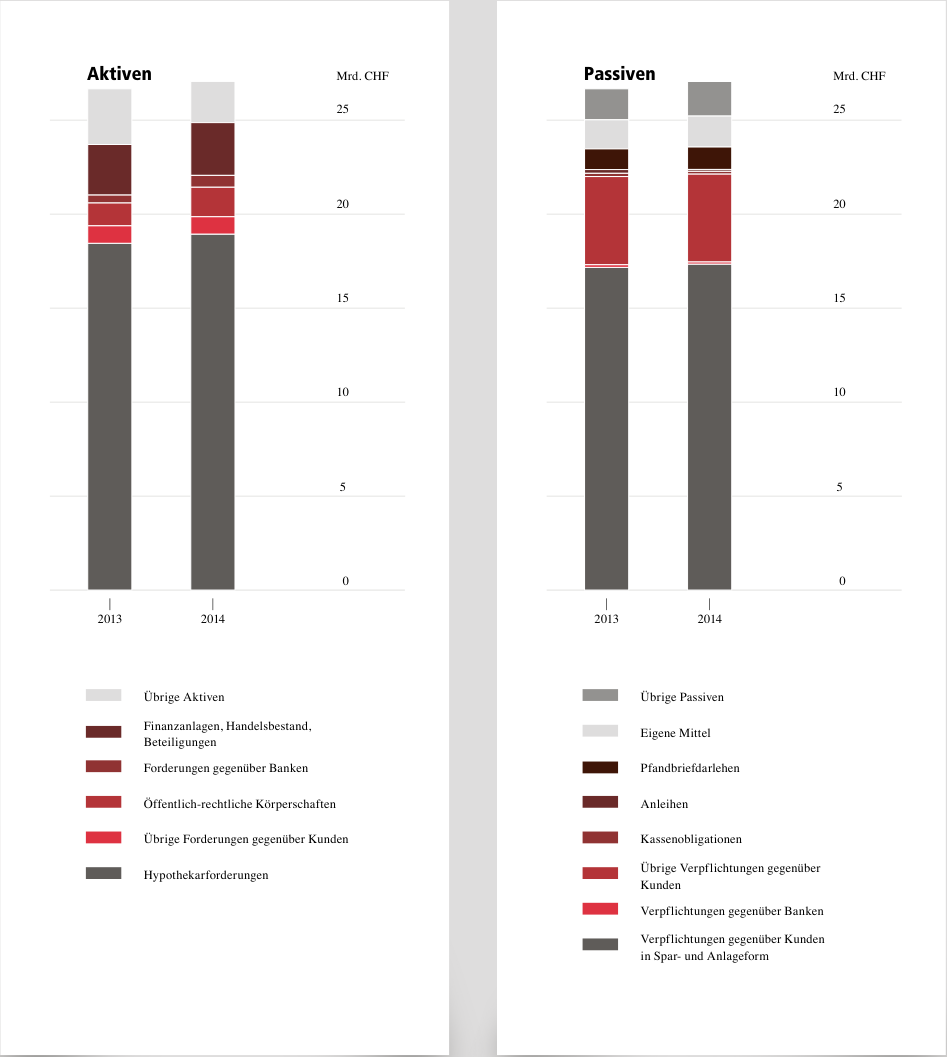 Aktiven
Mrd. CHF
25
20
15
10
5
0
2013
2014
Übrige Aktiven
Finanzanlagen, Handelsbestand,
Beteiligungen
Forderungen gegenüber Banken
Öffentlich-rechtliche Körperschaften
Übrige Forderungen gegenüber Kunden
Hypothekarforderungen
Passiven
Mrd. CHF
25
20
15
10
5
0
2013
2014
Übrige Passiven
Eigene Mittel
Pfandbriefdarlehen
Anleihen
Kassenobligationen
Übrige Verpflichtungen gegenüber
Kunden
Verpflichtungen gegenüber Banken
Verpflichtungen gegenüber Kunden
in Spar- und Anlageform